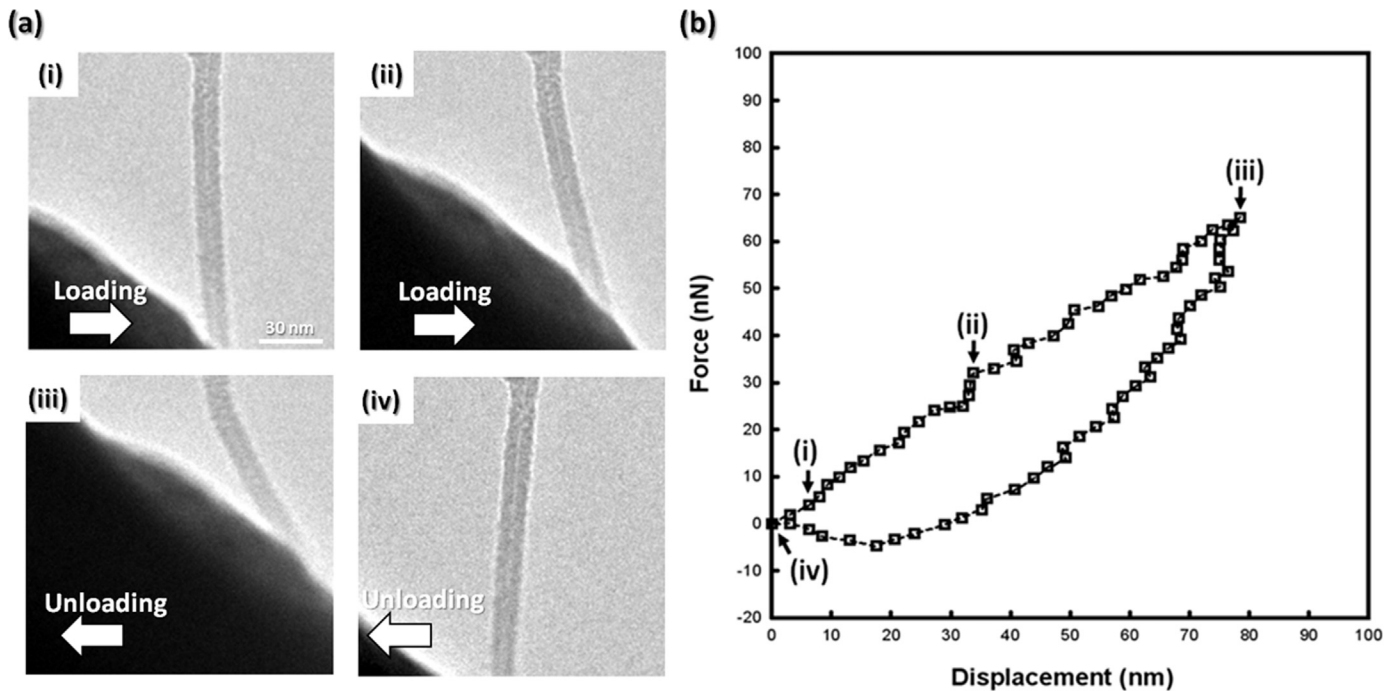 (a)
(i)
Loading
30 nm
(ii)
Loading
(iii)
Unloading
(iv)
Unloading
(b)
100
90
80
70
60
50
40
30
20
10
0
-10
-20
Force (nN)
(i)
(ii)
(iii)
(iv)
0 10 20 30 40 50 60 70 80 90 100
Displacement (nm)